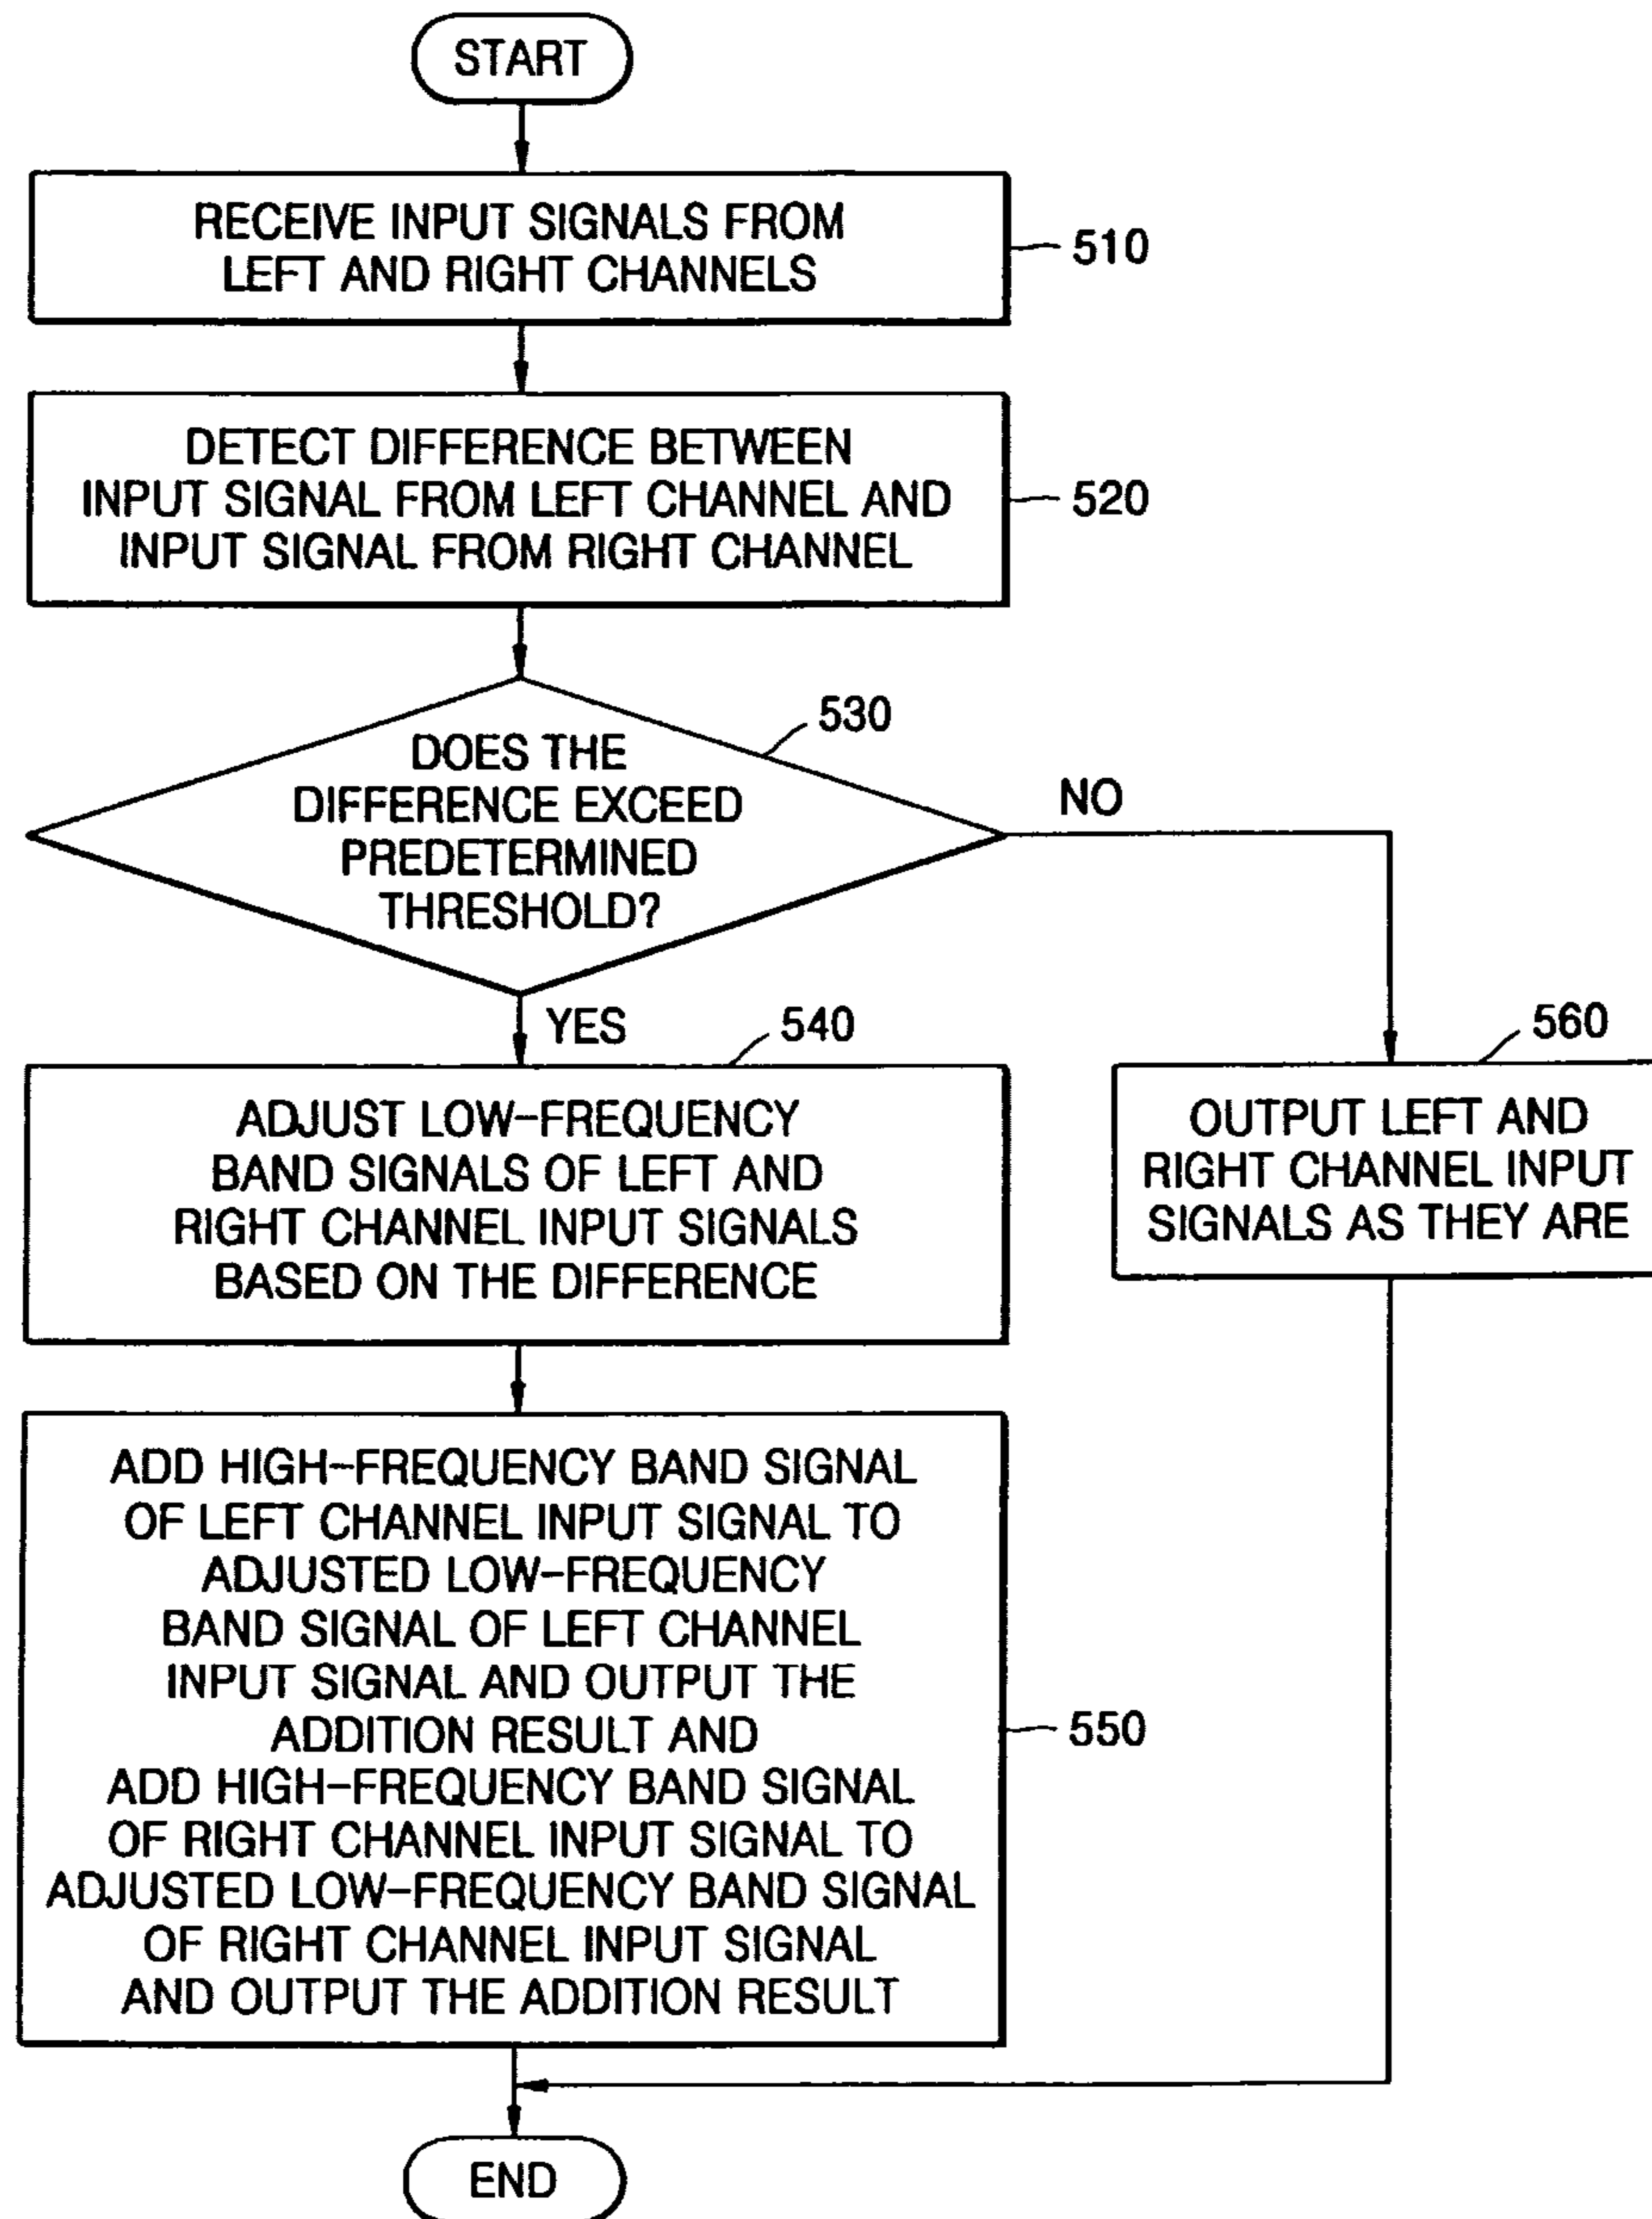 START
RECEIVE INPUT SIGNALS FROM
LEFT AND RIGHT CHANNELS
510
DETECT DIFFERENCE BETWEEN
INPUT SIGNAL FROM LEFT CHANNEL AND
INPUT SIGNAL FROM RIGHT CHANNEL
520
530
DOES THE
DIFFERENCE EXCEED
PREDETERMINED
THRESHOLD?
NO
YES
540
ADJUST LOW-FREQUENCY
BAND SIGNALS OF LEFT AND
RIGHT CHANNEL INPUT SIGNALS
BASED ON THE DIFFERENCE
560
OUTPUT LEFT AND
RIGHT CHANNEL INPUT
SIGNALS AS THEY ARE
ADD HIGH-FREQUENCY BAND SIGNAL
OF LEFT CHANNEL INPUT SIGNAL TO
ADJUSTED LOW-FREQUENCY
BAND SIGNAL OF LEFT CHANNEL
INPUT SIGNAL AND OUTPUT THE
ADDITION RESULT AND
ADD HIGH-FREQUENCY BAND SIGNAL
OF RIGHT CHANNEL INPUT SIGNAL TO
ADJUSTED LOW-FREQUENCY BAND SIGNAL
OF RIGHT CHANNEL INPUT SIGNAL
AND OUTPUT THE ADDITION RESULT
550
END